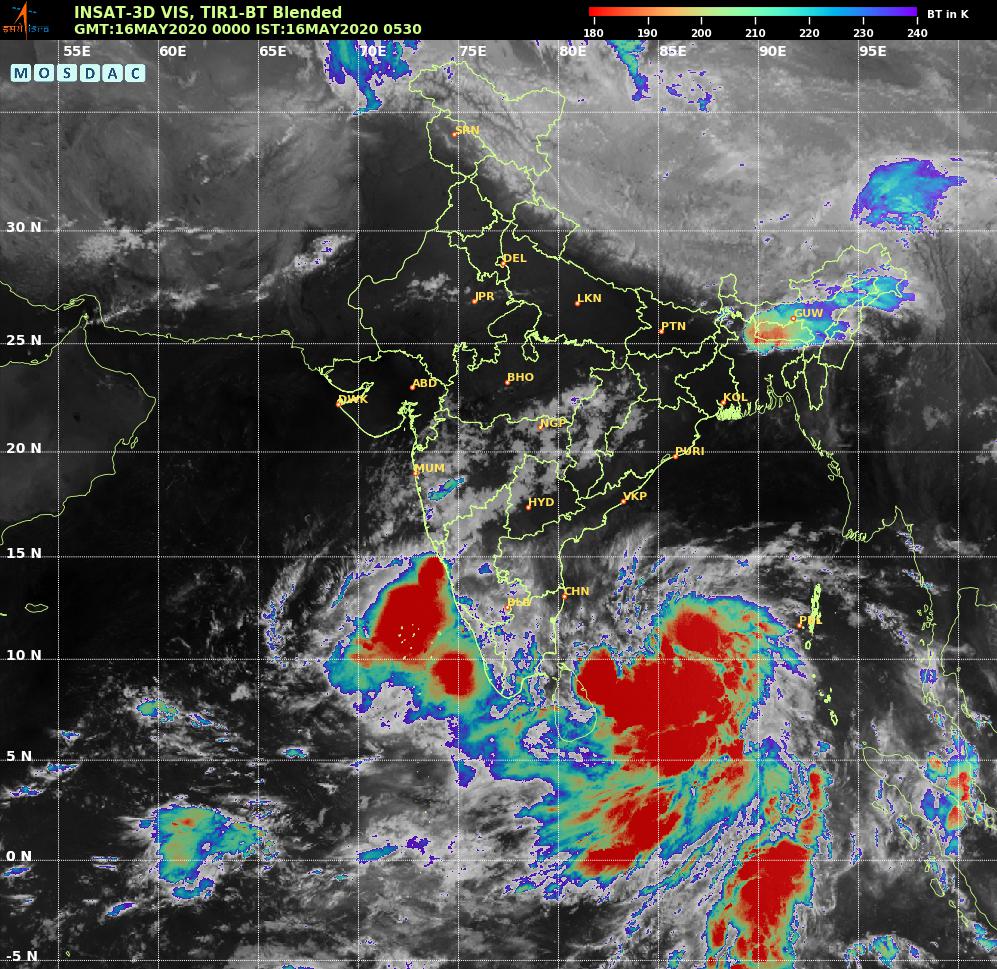 INSAT-3D VIS, TIR1-BT Blended
GMT:16MAY2020 0000 IST:16MAY2020 0530
BT in K
180 190 200 210 220 230 240
55E 60E 65E 70E 75E 80E 85E 90E 95E
MOSDAC
SRN
30 N
DEL
JPR LKN
GUW
PTN
25 N
BHO
ABD
DWK KOL
NGP
20 N PURI
MUM
VKP
HYD
15 N
CHN
BLR
PBL
10 N
5 N
0 N
-5 N